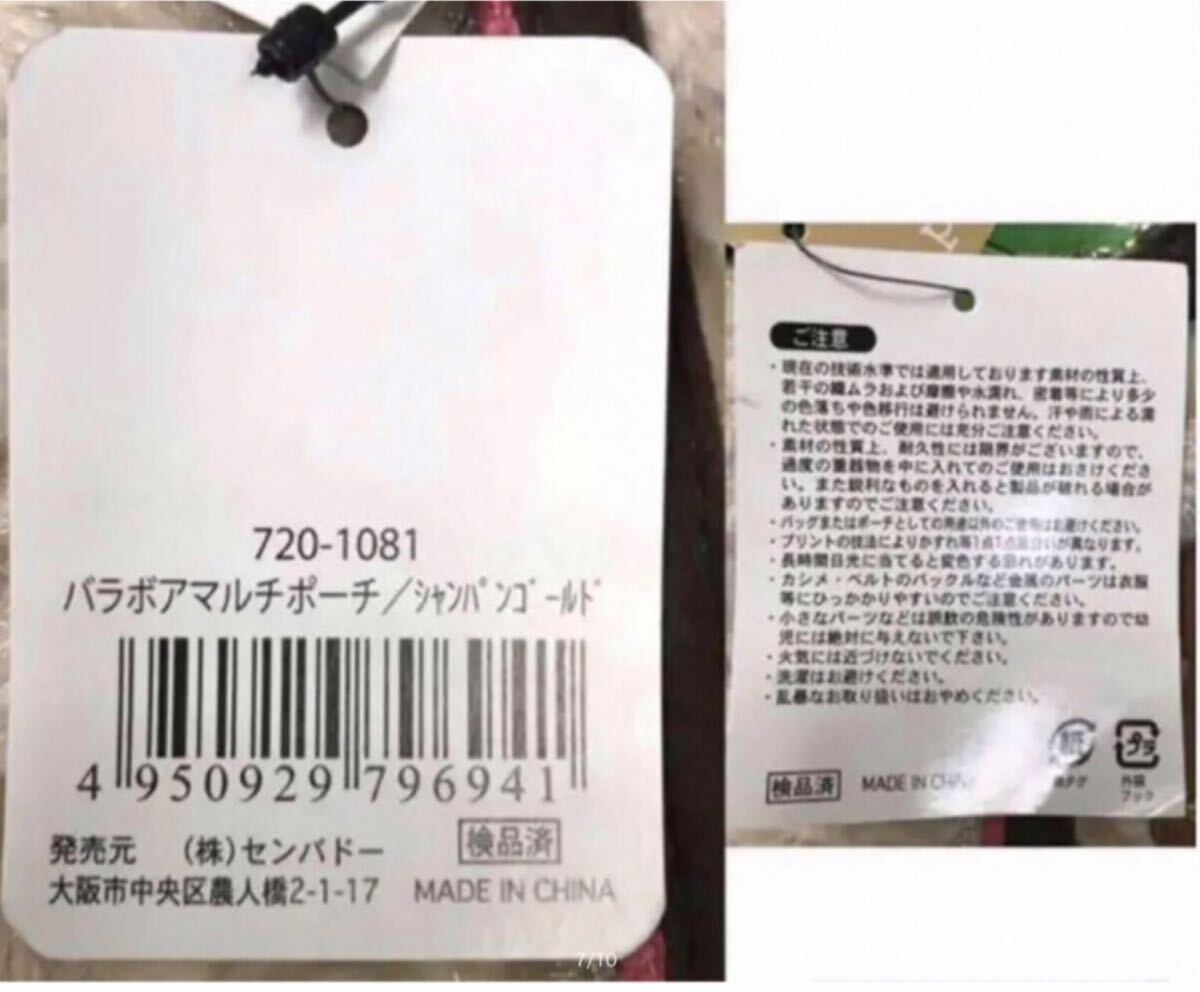 720-1081
バラボアマルチポーチ/シャンパンゴールド
4 950929 796941
発売元 (株)センバドー
検品済
大阪市中央区農人橋2-1-17
MADE IN CHINA
7/10
ご注意
・現在の技術水準では適用しております素材の性質上、
若干の織ムラおよび摩擦や水濡れ、密着等により多少
の色落ちや色移行は避けられません。汗や雨による濡
れた状態でのご使用には充分ご注意ください。
・素材の性質上、耐久性には限界がございますので、
過度の重器物を中に入れてのご使用はおさけくださ
い。また鋭利なものを入れると製品が破れる場合が
ありますのでご注意ください。
・バッグまたはポーチとしての用途以外のご使用はお避けください。
・プリントの技法によりかすれ等1点1点風合いが異なります。
・長時間日光に当てると変色する恐れがあります。
・カシメ・ベルトのバックルなど金属のパーツは衣服
等にひっかかりやすいのでご注意ください。
・小さなパーツなどは誤飲の危険性がありますので幼
児には絶対に与えないで下さい。
・火気には近づけないでください。
・洗濯はお避けください。
・乱暴なお取り扱いはおやめください。
検品済
MADE IN CHINA
紙
プラ
外装
フック